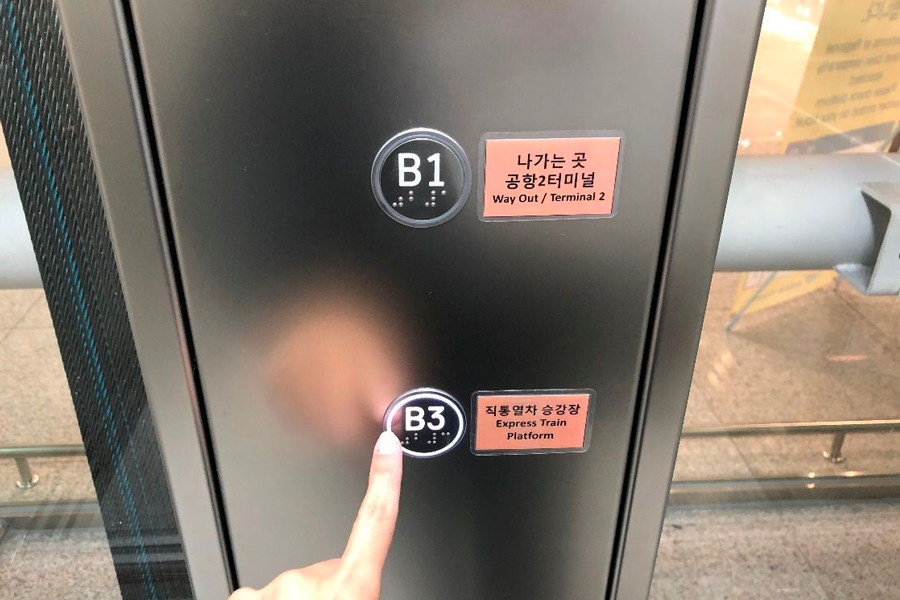 B1
나가는 곳
공항2터미널
Way Out / Terminal 2
B3
직통열차 승강장
Express Train
Platform